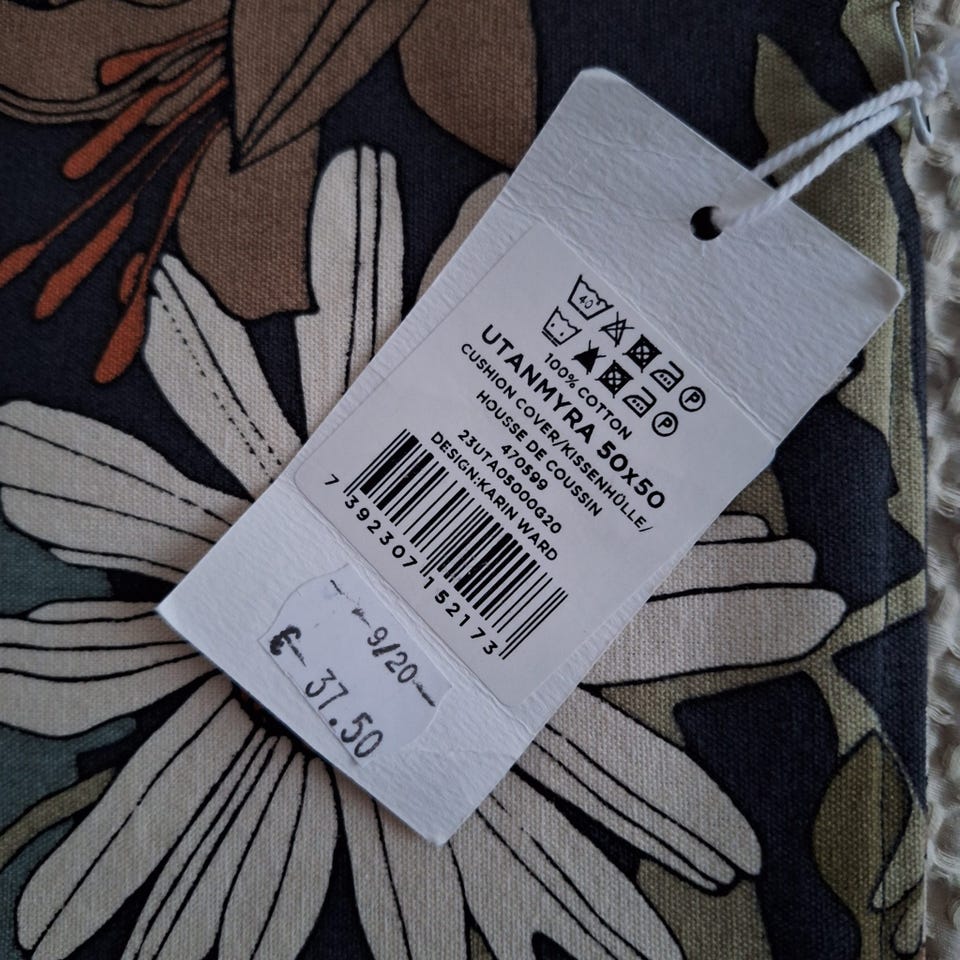 40
P
P
100% COTTON
UTANMYRA 50x50
CUSHION COVER/KISSENHÜLLE/
HOUSSE DE COUSSIN
470599
23UTA05000G20
DESIGN:KARIN WARD
7 392307 152173
--9/20--
£-- 37.50